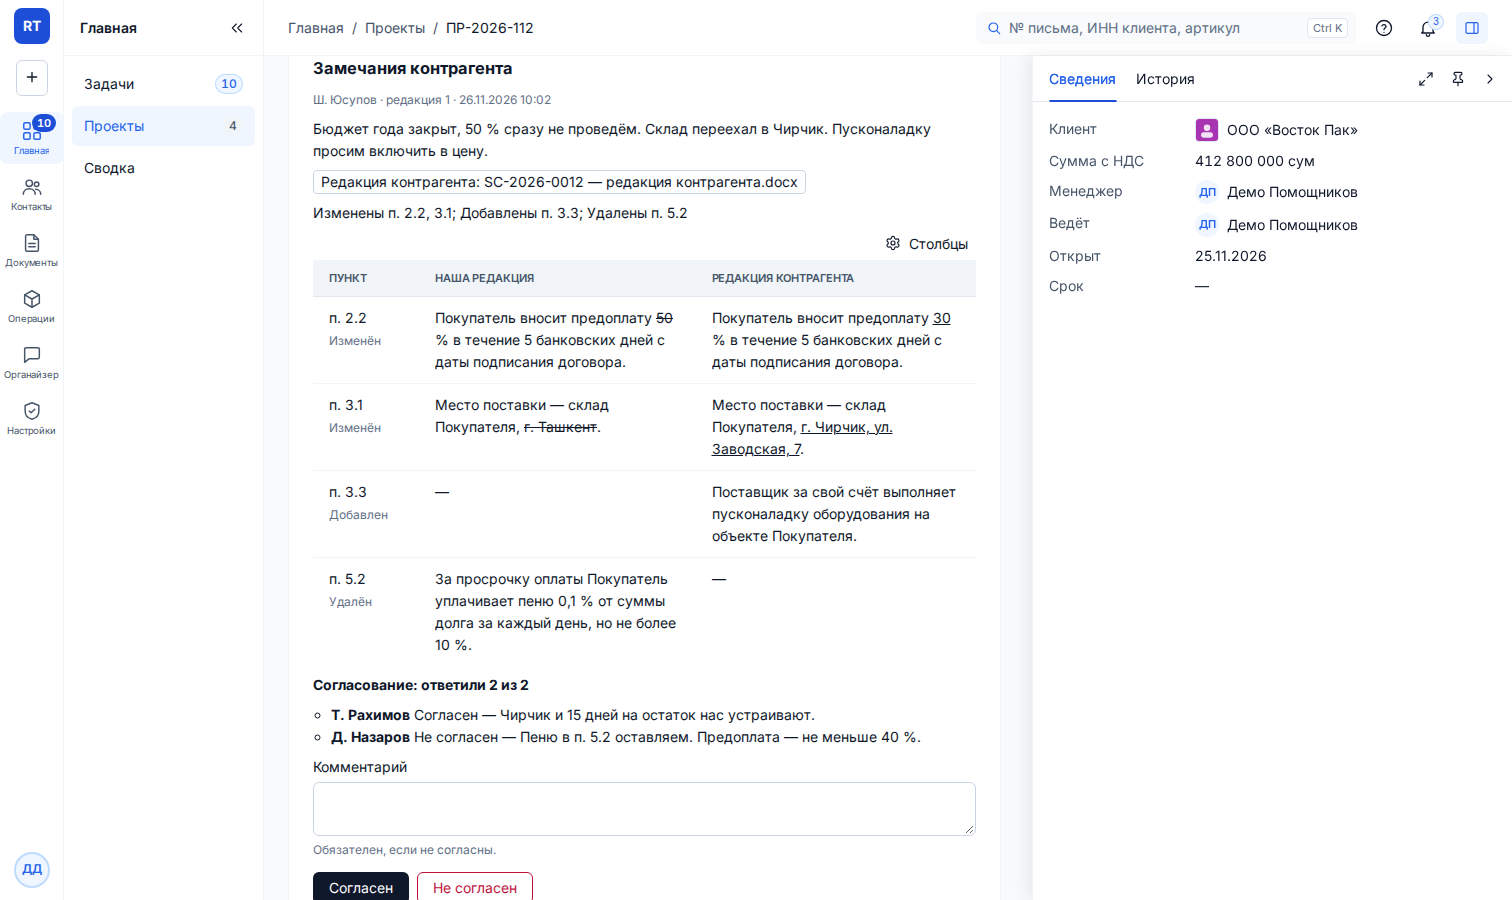 RT
10
Главная
Контакты
Документы
Операции
Органайзер
Настройки
ДД
Главная
Задачи 10
Проекты 4
Сводка
Главная / Проекты / ПР-2026-112
№ письма, ИНН клиента, артикул Ctrl K
3
Замечания контрагента
Ш. Юсупов · редакция 1 · 26.11.2026 10:02
Бюджет года закрыт, 50 % сразу не проведём. Склад переехал в Чирчик. Пусконаладку
просим включить в цену.
Редакция контрагента: SC-2026-0012 — редакция контрагента.docx
Изменены п. 2.2, 3.1; Добавлены п. 3.3; Удалены п. 5.2
Столбцы
ПУНКТ НАША РЕДАКЦИЯ РЕДАКЦИЯ КОНТРАГЕНТА
п. 2.2
Изменён
Покупатель вносит предоплату 50
% в течение 5 банковских дней с
даты подписания договора.
Покупатель вносит предоплату 30
% в течение 5 банковских дней с
даты подписания договора.
п. 3.1
Изменён
Место поставки — склад
Покупателя, г. Ташкент.
Место поставки — склад
Покупателя, г. Чирчик, ул.
Заводская, 7.
п. 3.3
Добавлен
—
Поставщик за свой счёт выполняет
пусконаладку оборудования на
объекте Покупателя.
п. 5.2
Удалён
За просрочку оплаты Покупатель
уплачивает пеню 0,1 % от суммы
долга за каждый день, но не более
10 %.
—
Согласование: ответили 2 из 2
Т. Рахимов Согласен — Чирчик и 15 дней на остаток нас устраивают.
Д. Назаров Не согласен — Пеню в п. 5.2 оставляем. Предоплата — не меньше 40 %.
Комментарий
Обязателен, если не согласны.
Согласен
Не согласен
Сведения История
Клиент ООО «Восток Пак»
Сумма с НДС 412 800 000 сум
Менеджер ДП Демо Помощников
Ведёт ДП Демо Помощников
Открыт 25.11.2026
Срок —